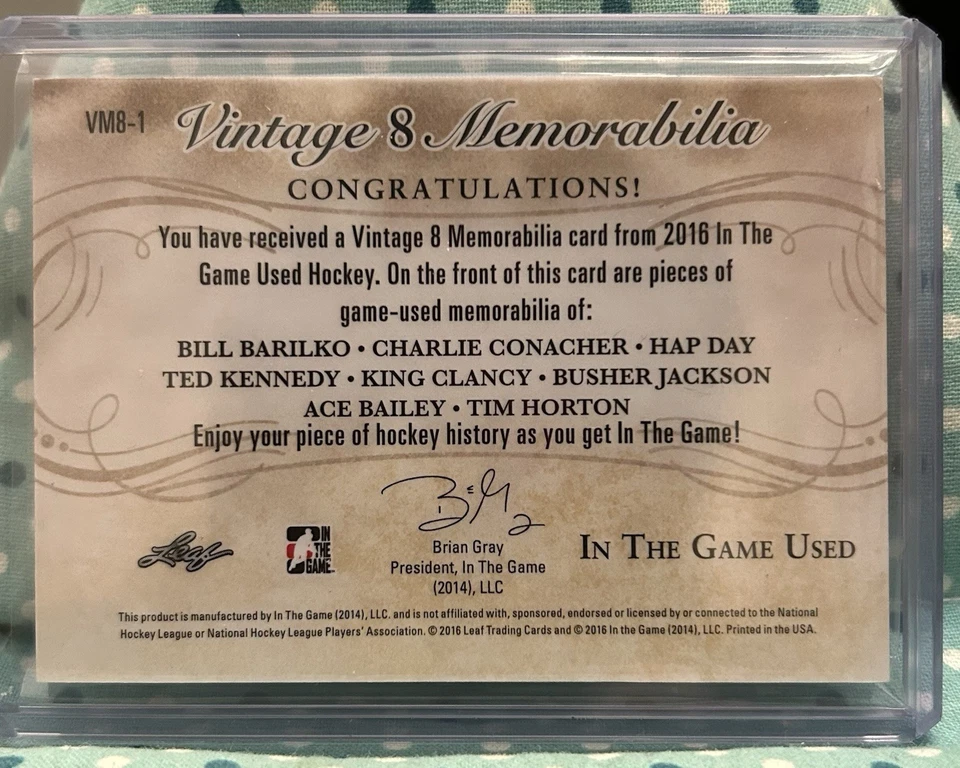 VM8-1 Vintage 8 Memorabilia
CONGRATULATIONS!
You have received a Vintage 8 Memorabilia card from 2016 In The
Game Used Hockey. On the front of this card are pieces of
game-used memorabilia of:
BILL BARILKO • CHARLIE CONACHER • HAP DAY
TED KENNEDY • KING CLANCY • BUSHER JACKSON
ACE BAILEY • TIM HORTON
Enjoy your piece of hockey history as you get In The Game!
Leaf
IN
THE
GAME
Brian Gray
President, In The Game
(2014), LLC
IN THE GAME USED
This product is manufactured by In The Game (2014), LLC. and is not affiliated with, sponsored, endorsed or licensed by or connected to the National
Hockey League or National Hockey League Players' Association. © 2016 Leaf Trading Cards and © 2016 In the Game (2014), LLC. Printed in the USA.